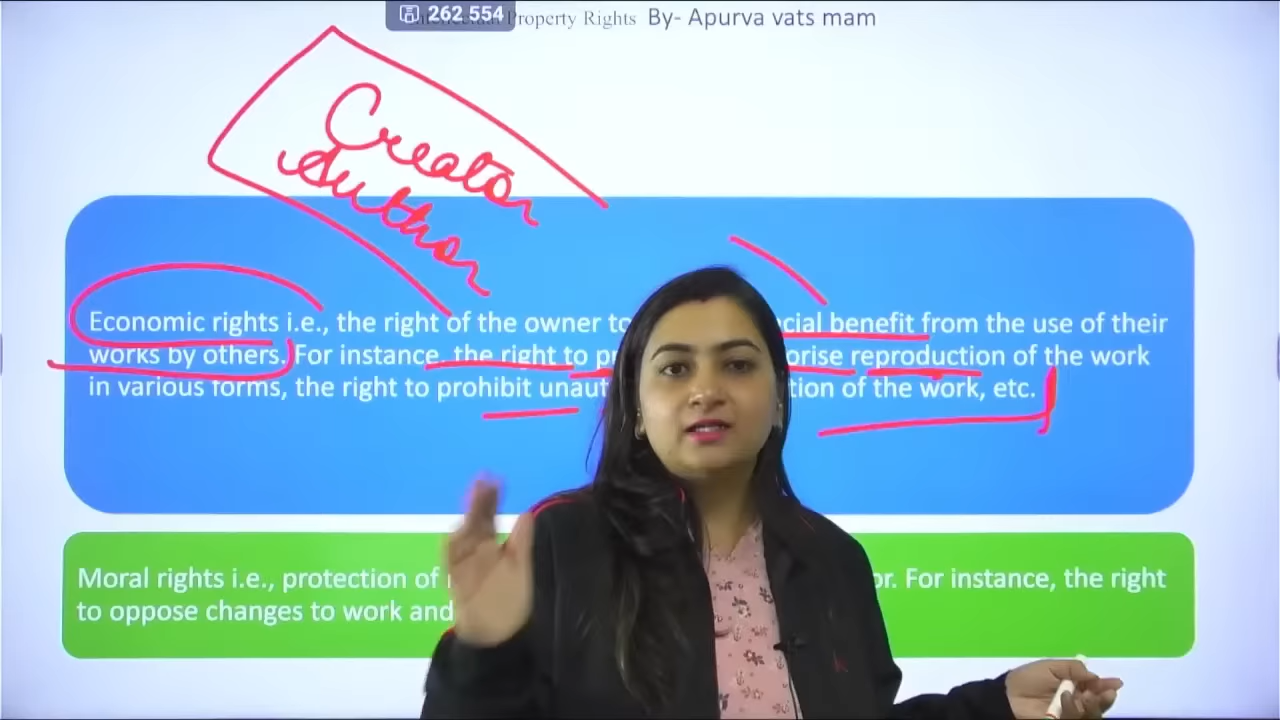 262 554
Property Rights By- Apurva vats mam
Creator
Author
Economic rights i.e., the right of the owner to cial benefit from the use of their
works by others. For instance, the right to orise reproduction of the work
in various forms, the right to prohibit unaut tion of the work, etc.
Moral rights i.e., protection of or. For instance, the right
to oppose changes to work and